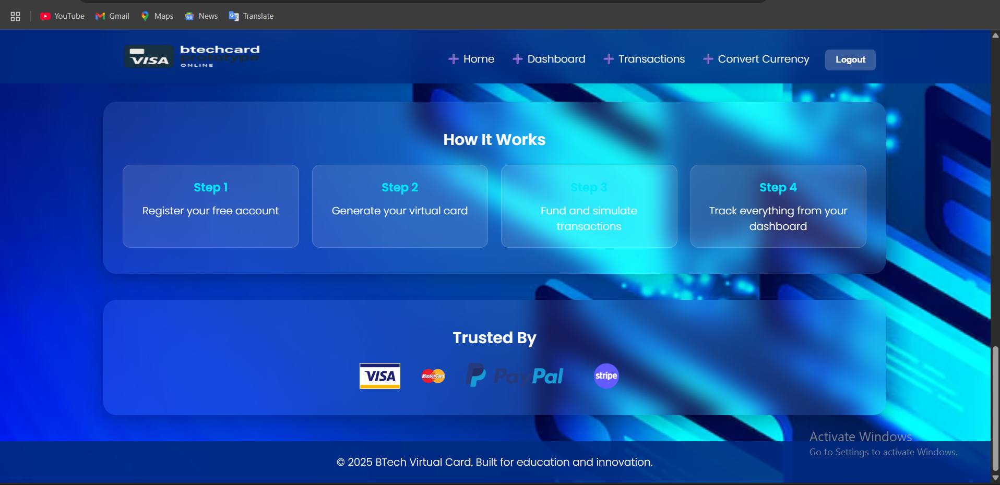 YouTube Gmail Maps News Translate
VISA btechcard
prototype
ONLINE
Home Dashboard Transactions Convert Currency Logout
How It Works
Step 1
Register your free account
Step 2
Generate your virtual card
Step 3
Fund and simulate
transactions
Step 4
Track everything from your
dashboard
Trusted By
VISA MasterCard PayPal stripe
Activate Windows
Go to Settings to activate Windows.
© 2025 BTech Virtual Card. Built for education and innovation.